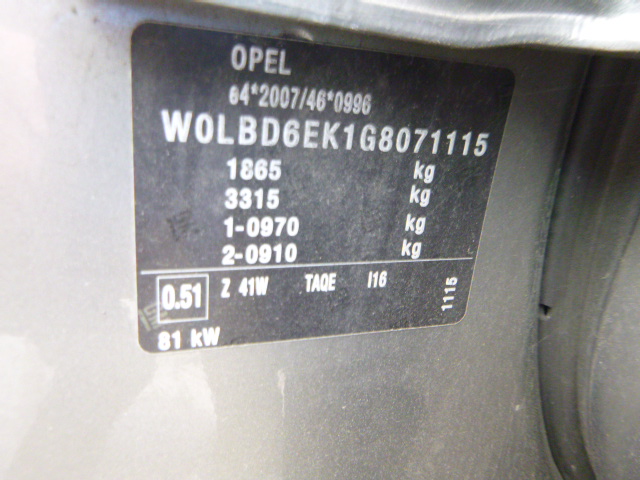 OPEL
e4*2007/46*0996
W0LBD6EK1G8071115
1865 kg
3315 kg
1-0970 kg
2-0910 kg
0.51 Z 41W TAQE I16 1115
81 kW